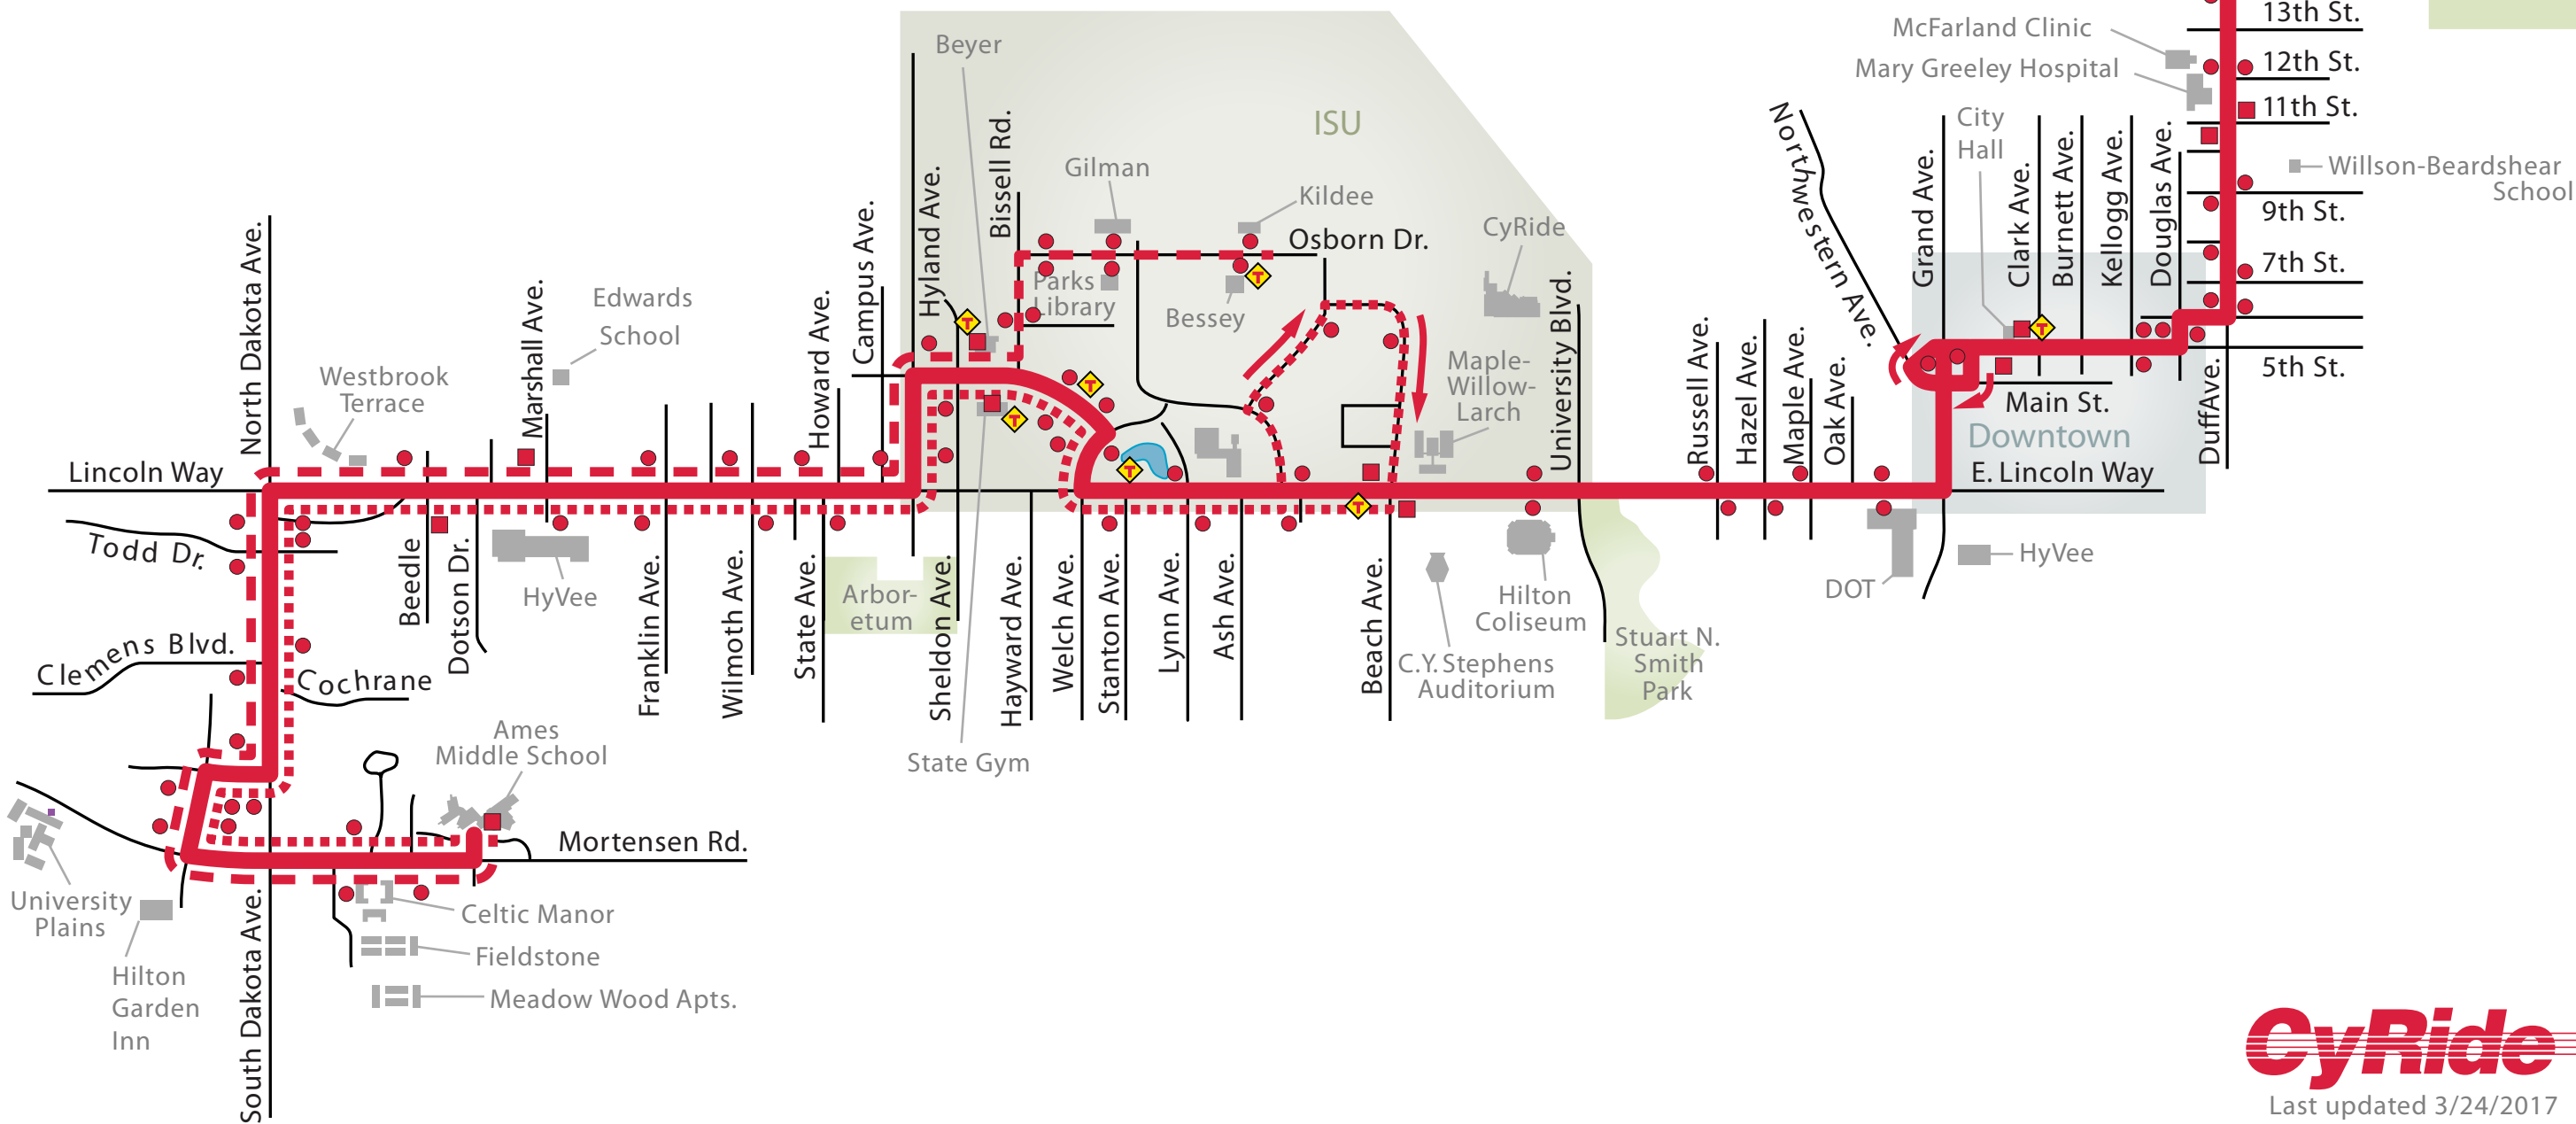 13th St.
McFarland Clinic
12th St.
Mary Greeley Hospital
11th St.
Willson-Beardshear
School
9th St.
7th St.
5th St.
Northwestern Ave.
Grand Ave.
City
Hall
Clark Ave.
Burnett Ave.
Kellogg Ave.
Douglas Ave.
DuffAve.
Main St.
Downtown
E. Lincoln Way
Beyer
ISU
Hyland Ave.
Bissell Rd.
Gilman
Kildee
Osborn Dr.
CyRide
Parks
Library
Bessey
T
T
T
T
T
T
T
Maple-
Willow-
Larch
University Blvd.
Russell Ave.
Hazel Ave.
Maple Ave.
Oak Ave.
North Dakota Ave.
Westbrook
Terrace
Edwards
School
Marshall Ave.
Howard Ave.
Campus Ave.
Lincoln Way
Todd Dr.
Clemens Blvd.
Cochrane
Beedle
Dotson Dr.
HyVee
Franklin Ave.
Wilmoth Ave.
State Ave.
Arbor-
etum
Sheldon Ave.
Hayward Ave.
Welch Ave.
Stanton Ave.
Lynn Ave.
Ash Ave.
Beach Ave.
State Gym
C.Y. Stephens
Auditorium
Hilton
Coliseum
Stuart N.
Smith
Park
DOT
HyVee
Ames
Middle School
Mortensen Rd.
University
Plains
Hilton
Garden
Inn
South Dakota Ave.
Celtic Manor
Fieldstone
Meadow Wood Apts.
CyRide
Last updated 3/24/2017